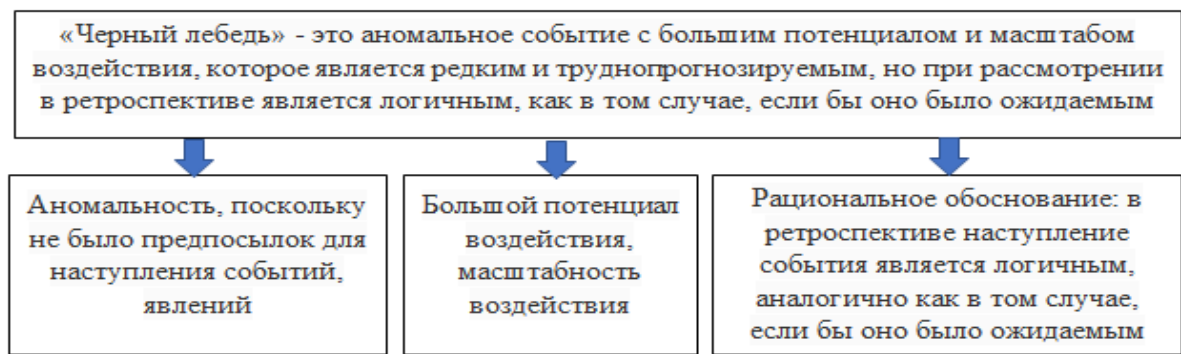 «Черный лебедь» - это аномальное событие с большим потенциалом и масштабом
воздействия, которое является редким и труднопрогнозируемым, но при рассмотрении
в ретроспективе является логичным, как в том случае, если бы оно было ожидаемым
Аномальность, поскольку
не было предпосылок для
наступления событий,
явлений
Большой потенциал
воздействия,
масштабность
воздействия
Рациональное обоснование: в
ретроспективе наступление
события является логичным,
аналогично как в том случае,
если бы оно было ожидаемым